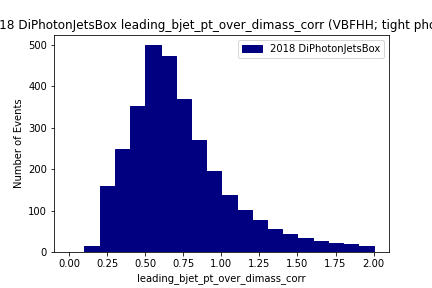 18 DiPhotonJetsBox leading_bjet_pt_over_dimass_corr (VBFHH; tight pho
2018 DiPhotonJetsBox
500
400
300
200
100
0
Number of Events
0.00 0.25 0.50 0.75 1.00 1.25 1.50 1.75 2.00
leading_bjet_pt_over_dimass_corr